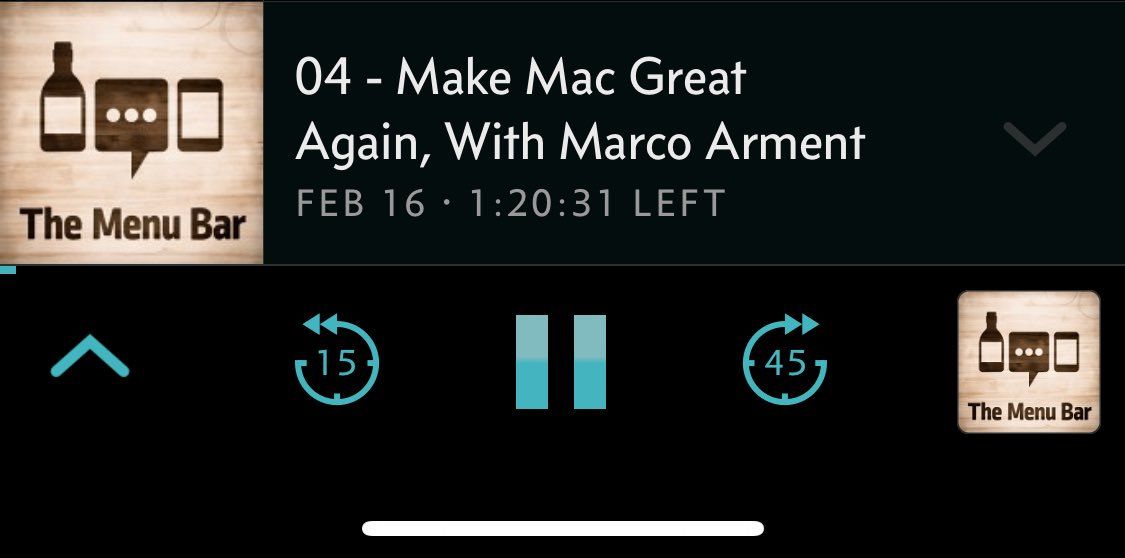 The Menu Bar
04 - Make Mac Great
Again, With Marco Arment
FEB 16 · 1:20:31 LEFT
15
45
The Menu Bar